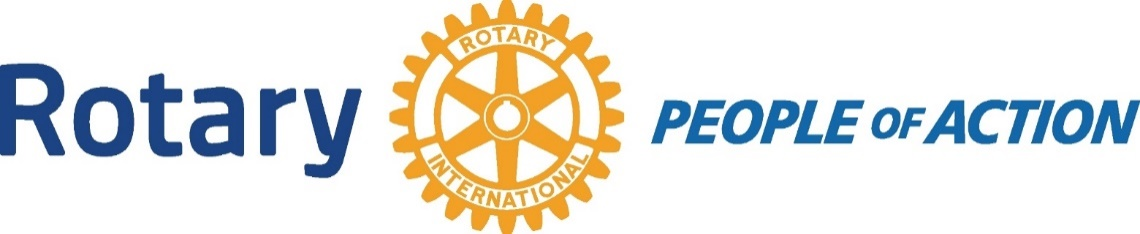 Rotary
ROTARY
INTERNATIONAL
PEOPLE OF ACTION